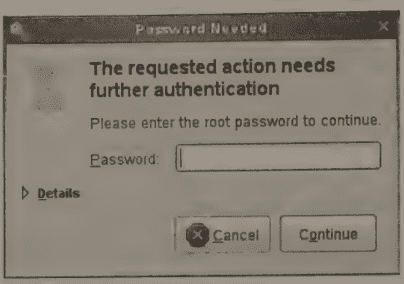 Password Needed
The requested action needs
further authentication
Please enter the root password to continue.
Password:
Details
Cancel
Continue